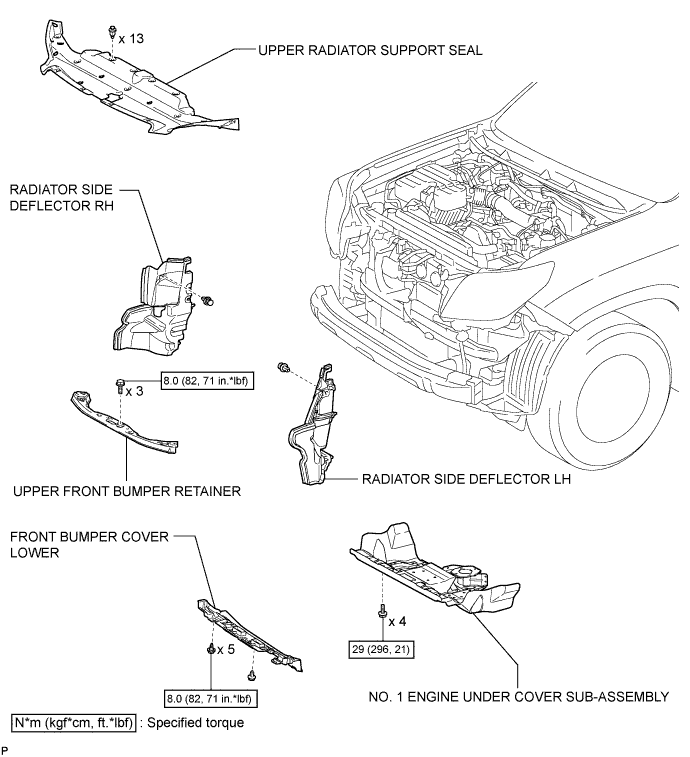 x 13
UPPER RADIATOR SUPPORT SEAL
RADIATOR SIDE
DEFLECTOR RH
8.0 (82, 71 in.*lbf)
x 3
UPPER FRONT BUMPER RETAINER
RADIATOR SIDE DEFLECTOR LH
FRONT BUMPER COVER
LOWER
x 5
8.0 (82, 71 in.*lbf)
x 4
29 (296, 21)
NO. 1 ENGINE UNDER COVER SUB-ASSEMBLY
N*m (kgf*cm, ft.*lbf) : Specified torque
P